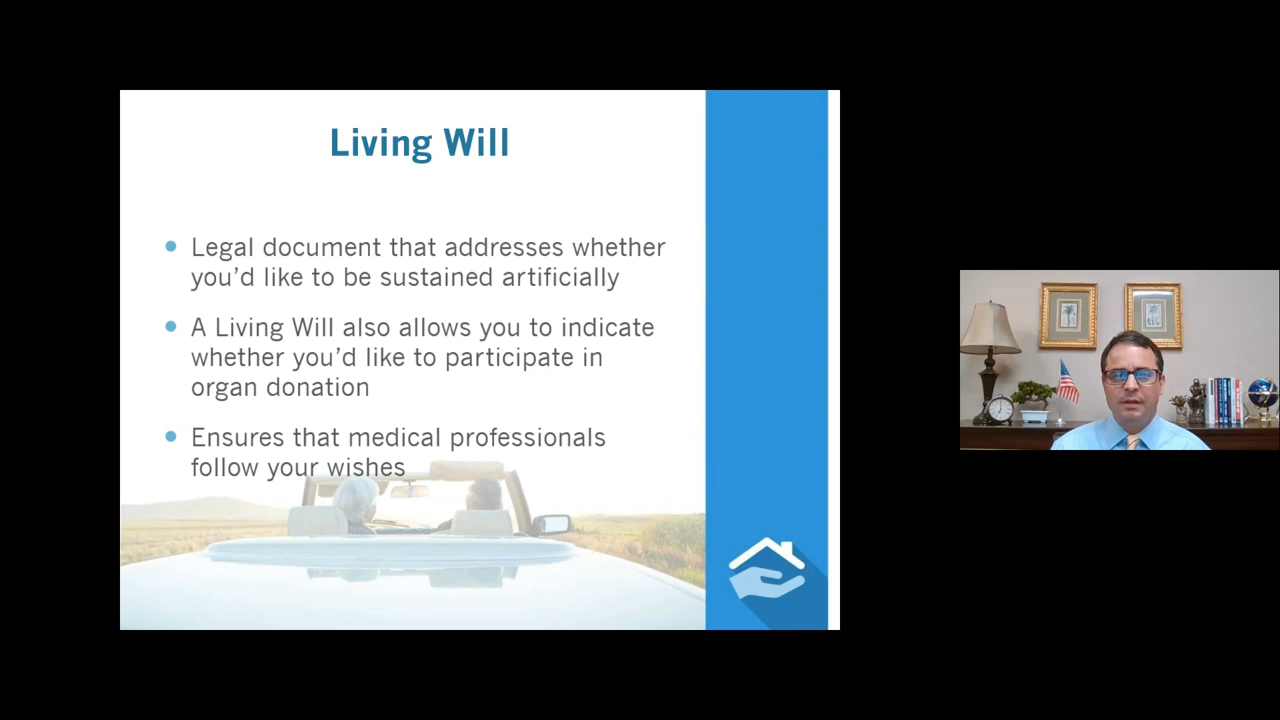 Living Will
Legal document that addresses whether
you'd like to be sustained artificially
A Living Will also allows you to indicate
whether you'd like to participate in
organ donation
Ensures that medical professionals
follow your wishes